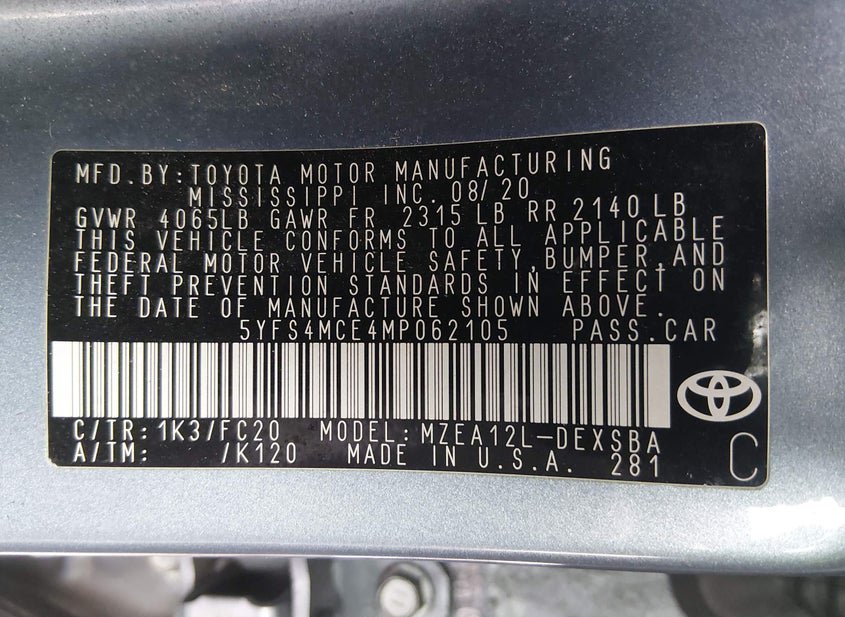 MFD.BY:TOYOTA MOTOR MANUFACTURING
MISSISSIPPI INC. 08/20
GVWR 4065LB GAWR FR 2315 LB RR 2140 LB
THIS VEHICLE CONFORMS TO ALL APPLICABLE
FEDERAL MOTOR VEHICLE SAFETY,BUMPER,AND
THEFT PREVENTION STANDARDS IN EFFECT ON
THE DATE OF MANUFACTURE SHOWN ABOVE.
5YFS4MCE4MP062105 PASS.CAR
C/TR:1K3/FC20 MODEL:MZEA12L-DEXSBA
A/TM: /K120 MADE IN U.S.A. 281
C